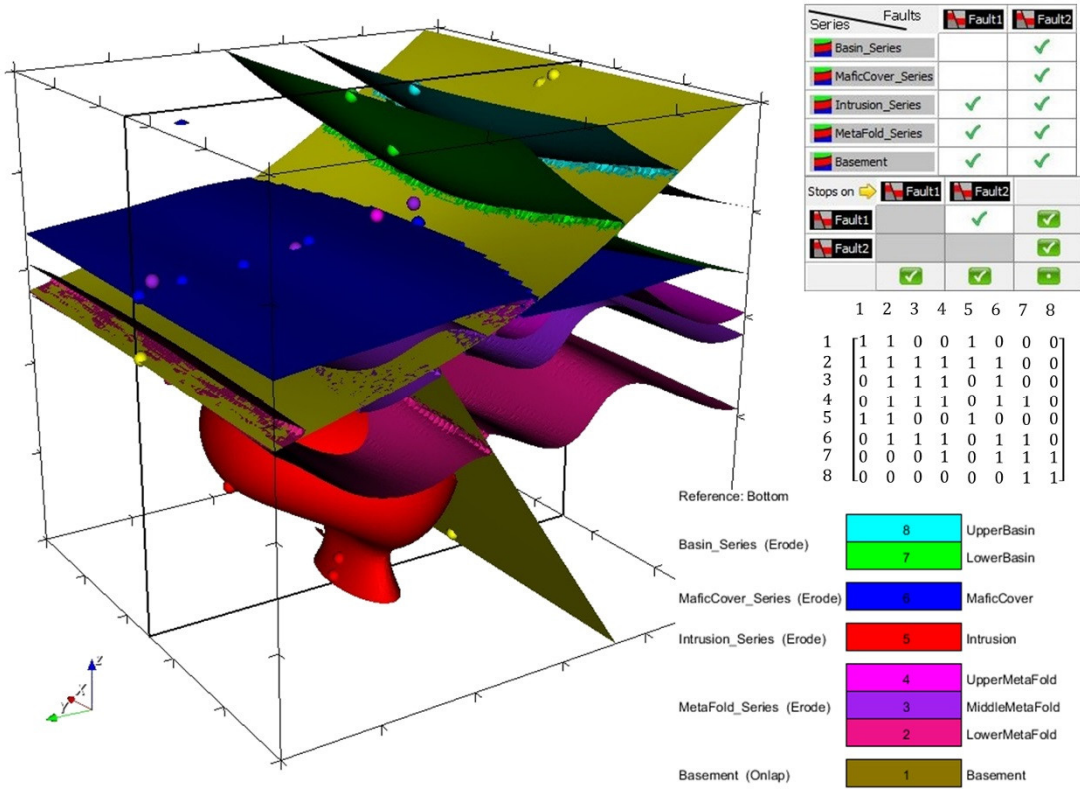 Series Faults Fault1 Fault2
Basin_Series
MaficCover_Series
Intrusion_Series
MetaFold_Series
Basement
Stops on Fault1 Fault2
Fault1
Fault2
1 2 3 4 5 6 7 8
1 1 1 0 0 1 0 0 0
2 1 1 1 1 1 1 0 0
3 0 1 1 1 0 1 0 0
4 0 1 1 1 0 1 1 0
5 1 1 0 0 1 0 0 0
6 0 1 1 1 0 1 1 0
7 0 0 0 1 0 1 1 1
8 0 0 0 0 0 0 1 1
Reference: Bottom
Basin_Series (Erode) 8 UpperBasin
7 LowerBasin
MaficCover_Series (Erode) 6 MaficCover
Intrusion_Series (Erode) 5 Intrusion
4 UpperMetaFold
MetaFold_Series (Erode) 3 MiddleMetaFold
2 LowerMetaFold
Basement (Onlap) 1 Basement
Z
X
Y